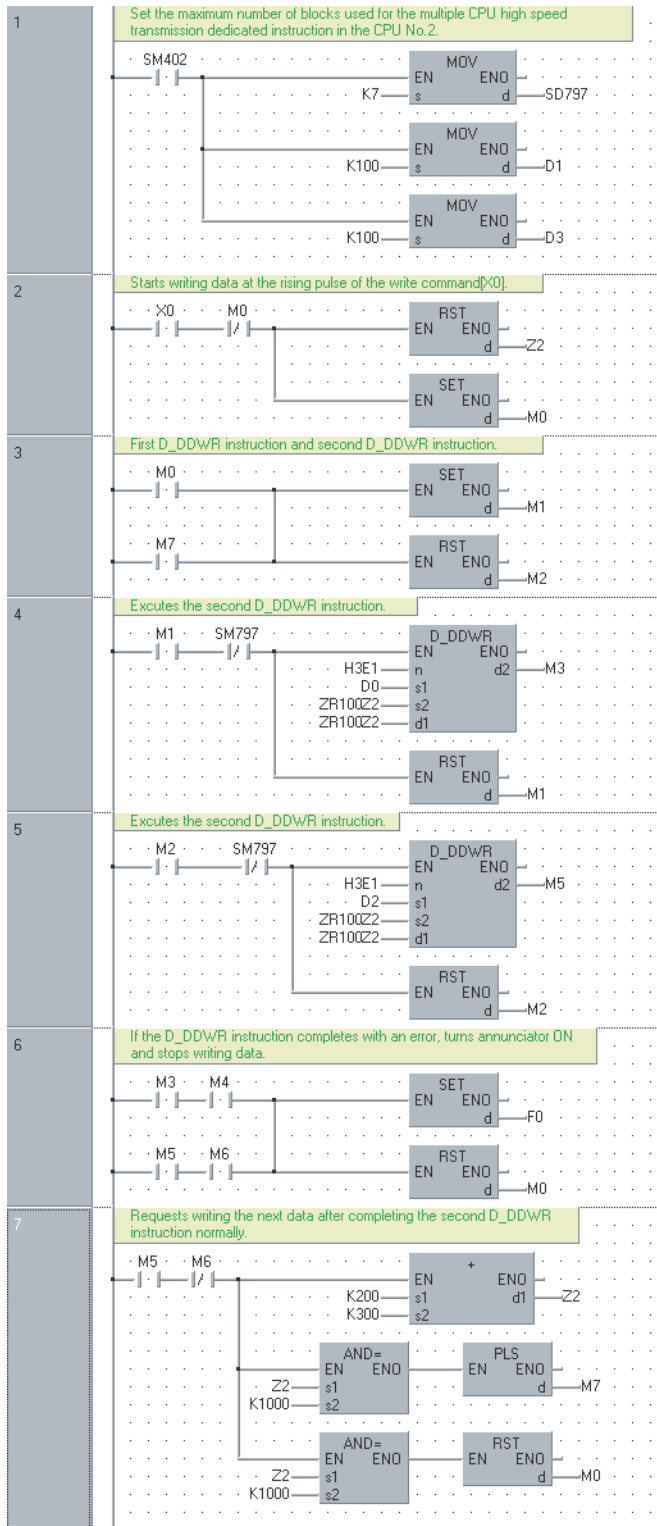 1
Set the maximum number of blocks used for the multiple CPU high speed
transmission dedicated instruction in the CPU No.2.
SM402
MOV
EN ENO
K7 s d SD797
MOV
EN ENO
K100 s d D1
MOV
EN ENO
K100 s d D3
2
Starts writing data at the rising pulse of the write command[X0].
X0 M0
RST
EN ENO
d Z2
SET
EN ENO
d M0
3
First D_DDWR instruction and second D_DDWR instruction.
M0
SET
EN ENO
d M1
M7
RST
EN ENO
d M2
4
Excutes the second D_DDWR instruction.
M1 SM797
D_DDWR
EN ENO
H3E1 n d2 M3
D0 s1
ZR100Z2 s2
ZR100Z2 d1
RST
EN ENO
d M1
5
Excutes the second D_DDWR instruction.
M2 SM797
D_DDWR
EN ENO
H3E1 n d2 M5
D2 s1
ZR100Z2 s2
ZR100Z2 d1
RST
EN ENO
d M2
6
If the D_DDWR instruction completes with an error, turns annunciator ON
and stops writing data.
M3 M4
SET
EN ENO
d F0
M5 M6
RST
EN ENO
d M0
7
Requests writing the next data after completing the second D_DDWR
instruction normally.
M5 M6
+
EN ENO
K200 s1 d1 Z2
K300 s2
AND= PLS
EN ENO EN ENO
Z2 s1 d M7
K1000 s2
AND= RST
EN ENO EN ENO
Z2 s1 d M0
K1000 s2